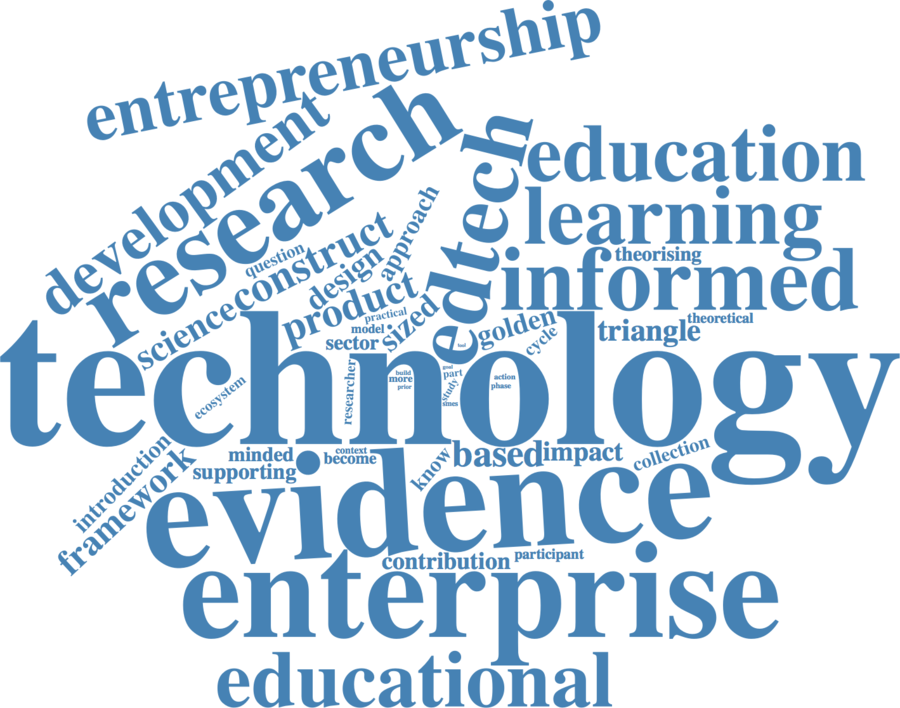 entrepreneurship
development
research
edtech
education
learning
theorising
informed
question
construct
approach
design
science
product
practical
model
sized
sector
golden
cycle
triangle
theoretical
technology
ecosystem
researcher
build
more
prior
goal
part
study
sines
action
phase
introduction
framework
minded
supporting
context
become
know
based
impact
collection
evidence
contribution
participant
enterprise
educational